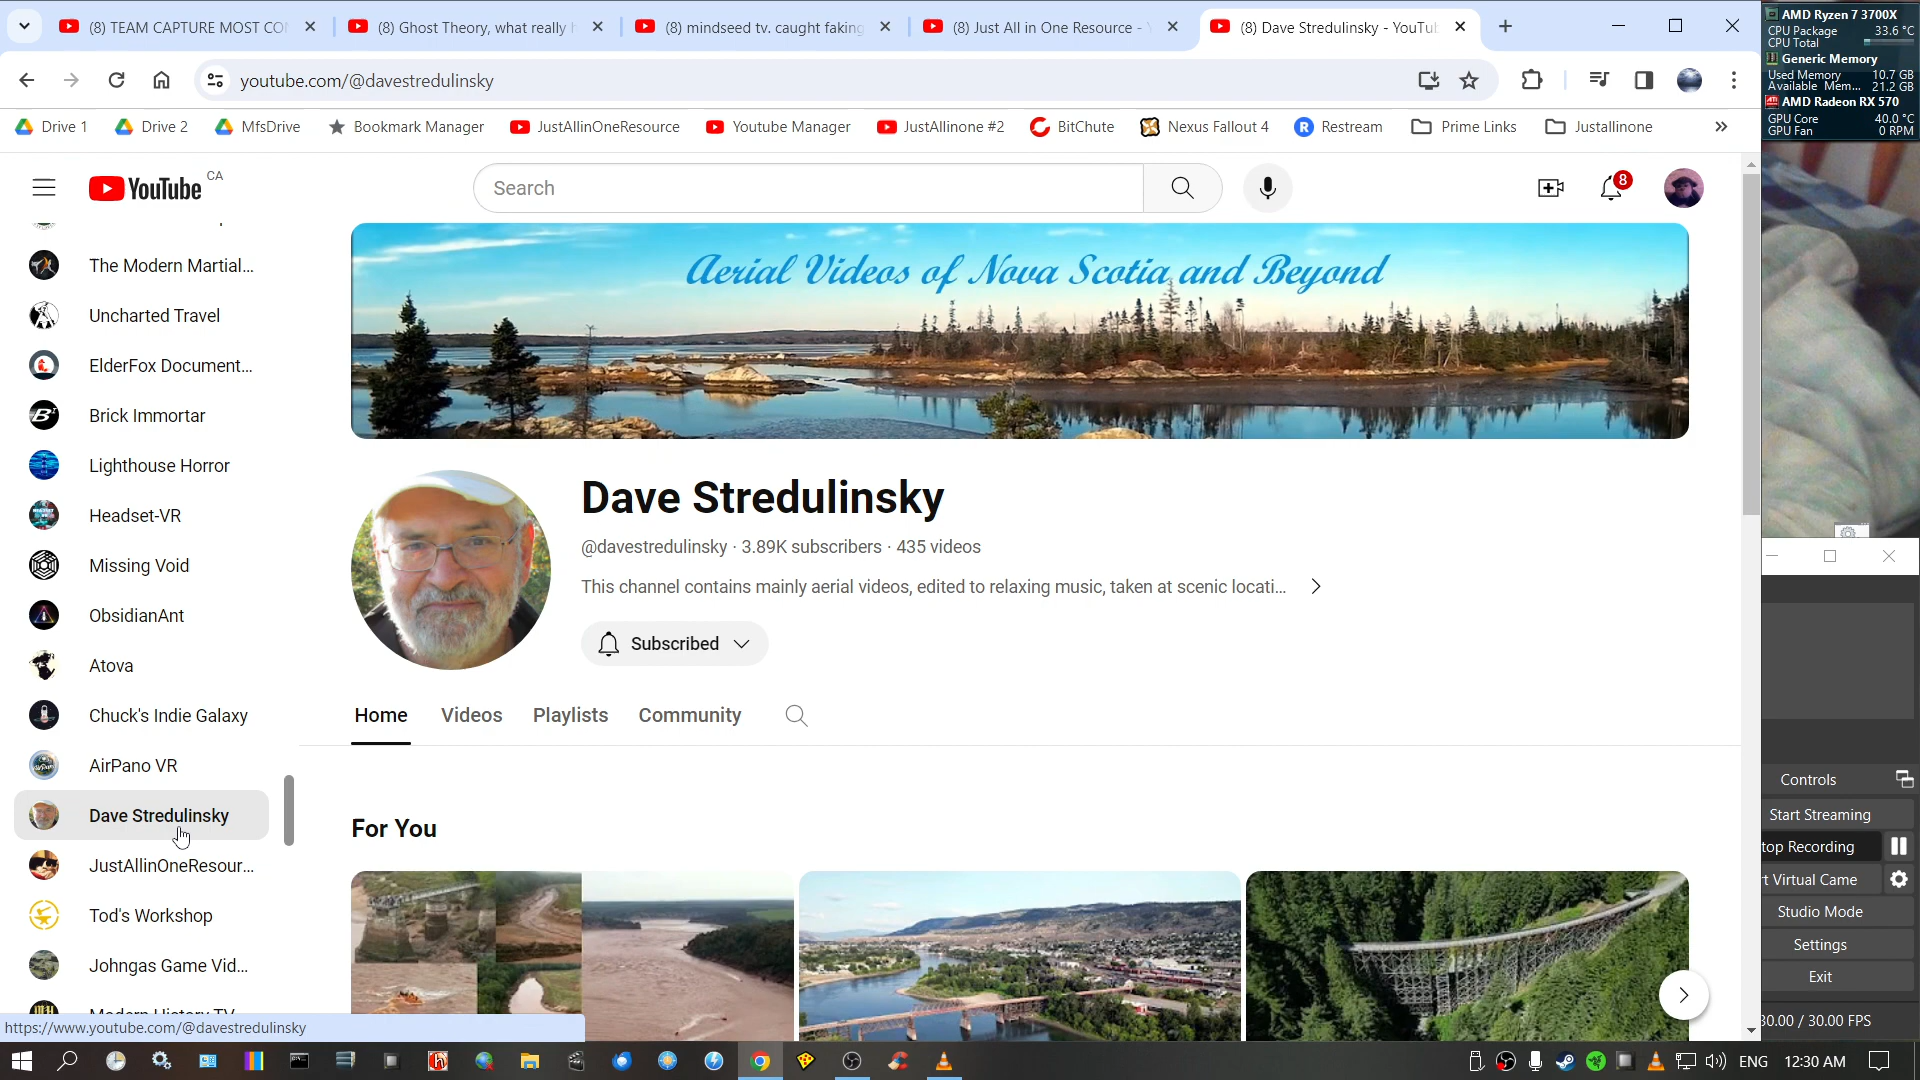 (8) TEAM CAPTURE MOST CO
(8) Ghost Theory, what really
(8) mindseed tv. caught faking
(8) Just All in One Resource -
(8) Dave Stredulinsky - YouTu
youtube.com/@davestredulinsky
Drive 1
Drive 2
MfsDrive
Bookmark Manager
JustAllinOneResource
Youtube Manager
JustAllinone #2
BitChute
Nexus Fallout 4
Restream
Prime Links
Justallinone
YouTube CA
Search
8
The Modern Martial...
Uncharted Travel
ElderFox Document...
Brick Immortar
Lighthouse Horror
Headset-VR
Missing Void
ObsidianAnt
Atova
Chuck's Indie Galaxy
AirPano VR
Dave Stredulinsky
JustAllinOneResour...
Tod's Workshop
Johngas Game Vid...
Aerial Videos of Nova Scotia and Beyond
Dave Stredulinsky
@davestredulinsky · 3.89K subscribers · 435 videos
This channel contains mainly aerial videos, edited to relaxing music, taken at scenic locati...
Subscribed
Home Videos Playlists Community
For You
https://www.youtube.com/@davestredulinsky
AMD Ryzen 7 3700X
CPU Package 33.6 °C
CPU Total
Generic Memory
Used Memory 10.7 GB
Available Mem... 21.2 GB
AMD Radeon RX 570
GPU Core 40.0 °C
GPU Fan 0 RPM
Controls
Start Streaming
top Recording
t Virtual Came
Studio Mode
Settings
Exit
30.00 / 30.00 FPS
ENG 12:30 AM